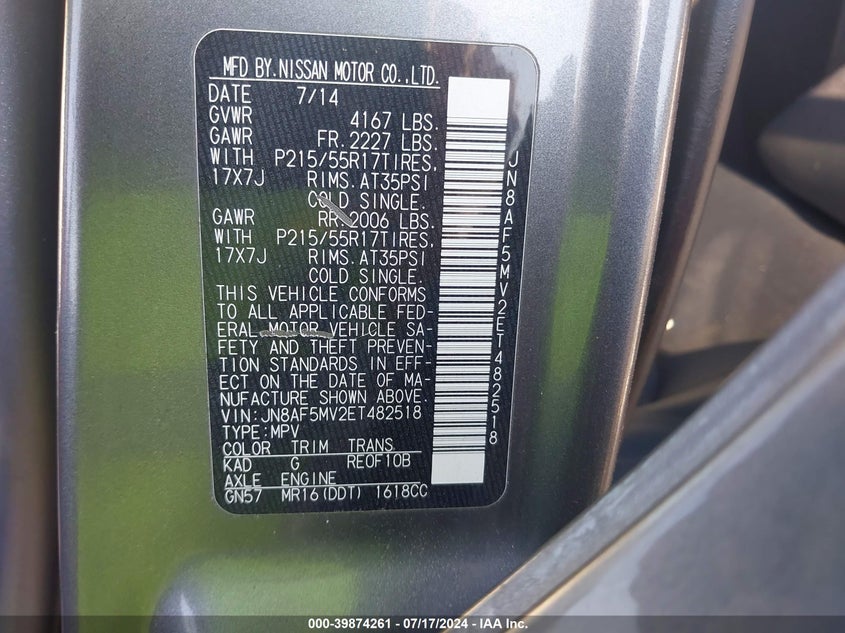 MFD BY.NISSAN MOTOR CO.,LTD.
DATE 7/14
GVWR 4167 LBS.
GAWR FR.2227 LBS.
WITH P215/55R17TIRES,
17X7J RIMS.AT35PSI
COLD SINGLE.
GAWR RR.2006 LBS.
WITH P215/55R17TIRES,
17X7J RIMS.AT35PSI
COLD SINGLE.
THIS VEHICLE CONFORMS
TO ALL APPLICABLE FED-
ERAL MOTOR VEHICLE SA-
FETY AND THEFT PREVEN-
TION STANDARDS IN EFF-
ECT ON THE DATE OF MA-
NUFACTURE SHOWN ABOVE.
VIN:JN8AF5MV2ET482518
TYPE:MPV
COLOR TRIM TRANS
KAD G REOF10B
AXLE ENGINE
GN57 MR16(DDT) 1618CC
JN8AF5MV2ET482518
000-39874261 - 07/17/2024 - IAA Inc.